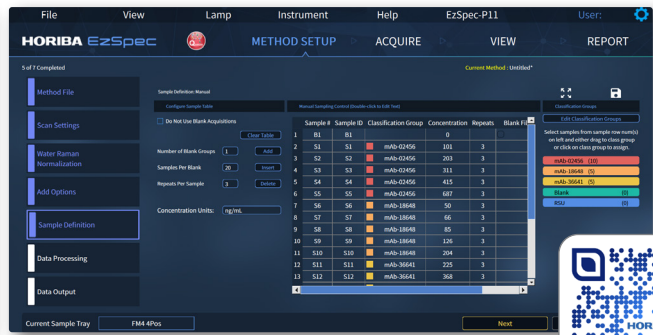 File View Lamp Instrument Help EzSpec-P11 User:
HORIBA EzSpec METHOD SETUP ACQUIRE VIEW REPORT
5 of 7 Completed
Current Method : Untitled*
Method File
Scan Settings
Water Raman
Normalization
Add Options
Sample Definition
Data Processing
Data Output
Sample Definition: Manual
Configure Sample Table
Do Not Use Blank Acquisitions
Clear Table
Number of Blank Groups 1 Add
Samples Per Blank 20 Insert
Repeats Per Sample 3 Delete
Concentration Units: ng/mL
Manual Sampling Control (Double-click to Edit Text)
Sample # Sample ID Classification Group Concentration Repeats Blank Fil
1 B1 B1 0
2 S1 S1 mAb-02456 101 3
3 S2 S2 mAb-02456 203 3
4 S3 S3 mAb-02456 311 3
5 S4 S4 mAb-02456 415 3
6 S5 S5 mAb-02456 687 3
7 S6 S6 mAb-18648 50 3
8 S7 S7 mAb-18648 66 3
9 S8 S8 mAb-18648 85 3
10 S9 S9 mAb-18648 126 3
11 S10 S10 mAb-18648 204 3
12 S11 S11 mAb-36641 225 3
13 S12 S12 mAb-36641 368 3
Classification Groups
Edit Classification Groups
Select samples from sample row num(s)
on left and either drag to class group
or click on class group to assign.
mAb-02456 (10)
mAb-18648 (5)
mAb-36641 (5)
Blank (0)
RSU (0)
Current Sample Tray FM4 4Pos Next
HOR